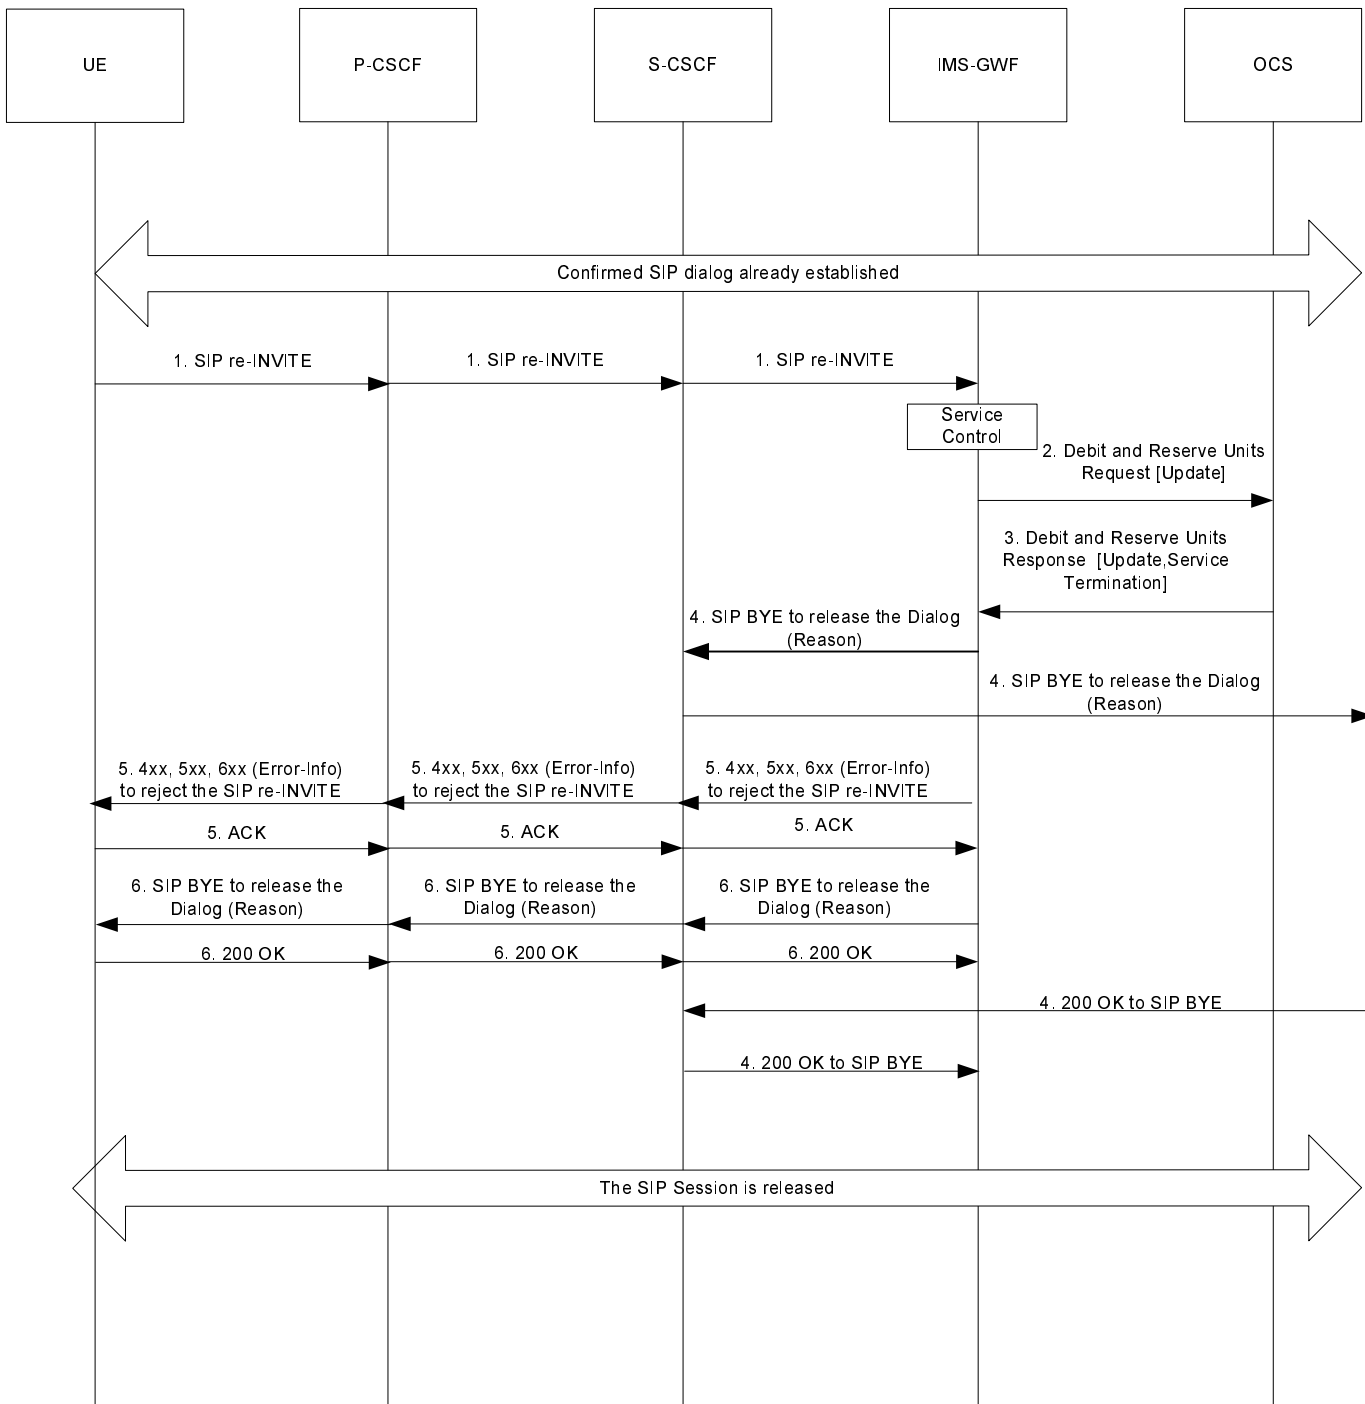 UE
P-CSCF
S-CSCF
IMS-GWF
OCS
Confirmed SIP dialog already established
1. SIP re-INVITE
1. SIP re-INVITE
1. SIP re-INVITE
Service
Control
2. Debit and Reserve Units
Request [Update]
3. Debit and Reserve Units
Response [Update,Service
Termination]
4. SIP BYE to release the Dialog
(Reason)
4. SIP BYE to release the Dialog
(Reason)
5. 4xx, 5xx, 6xx (Error-Info)
to reject the SIP re-INVITE
5. 4xx, 5xx, 6xx (Error-Info)
to reject the SIP re-INVITE
5. 4xx, 5xx, 6xx (Error-Info)
to reject the SIP re-INVITE
5. ACK
5. ACK
5. ACK
6. SIP BYE to release the
Dialog (Reason)
6. SIP BYE to release the
Dialog (Reason)
6. SIP BYE to release the
Dialog (Reason)
6. 200 OK
6. 200 OK
6. 200 OK
4. 200 OK to SIP BYE
4. 200 OK to SIP BYE
The SIP Session is released